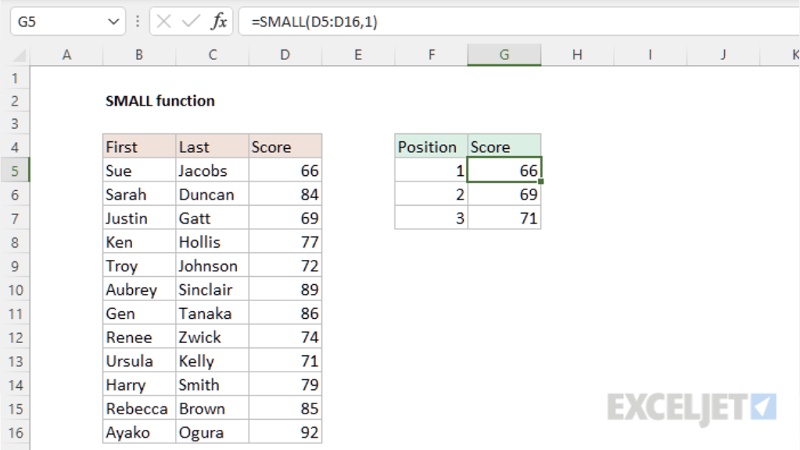 G5 fx =SMALL(D5:D16,1)
A B C D E F G H I J K
1
2 SMALL function
3
4 First Last Score Position Score
5 Sue Jacobs 66 1 66
6 Sarah Duncan 84 2 69
7 Justin Gatt 69 3 71
8 Ken Hollis 77
9 Troy Johnson 72
10 Aubrey Sinclair 89
11 Gen Tanaka 86
12 Renee Zwick 74
13 Ursula Kelly 71
14 Harry Smith 79
15 Rebecca Brown 85
16 Ayako Ogura 92
EXCELJET